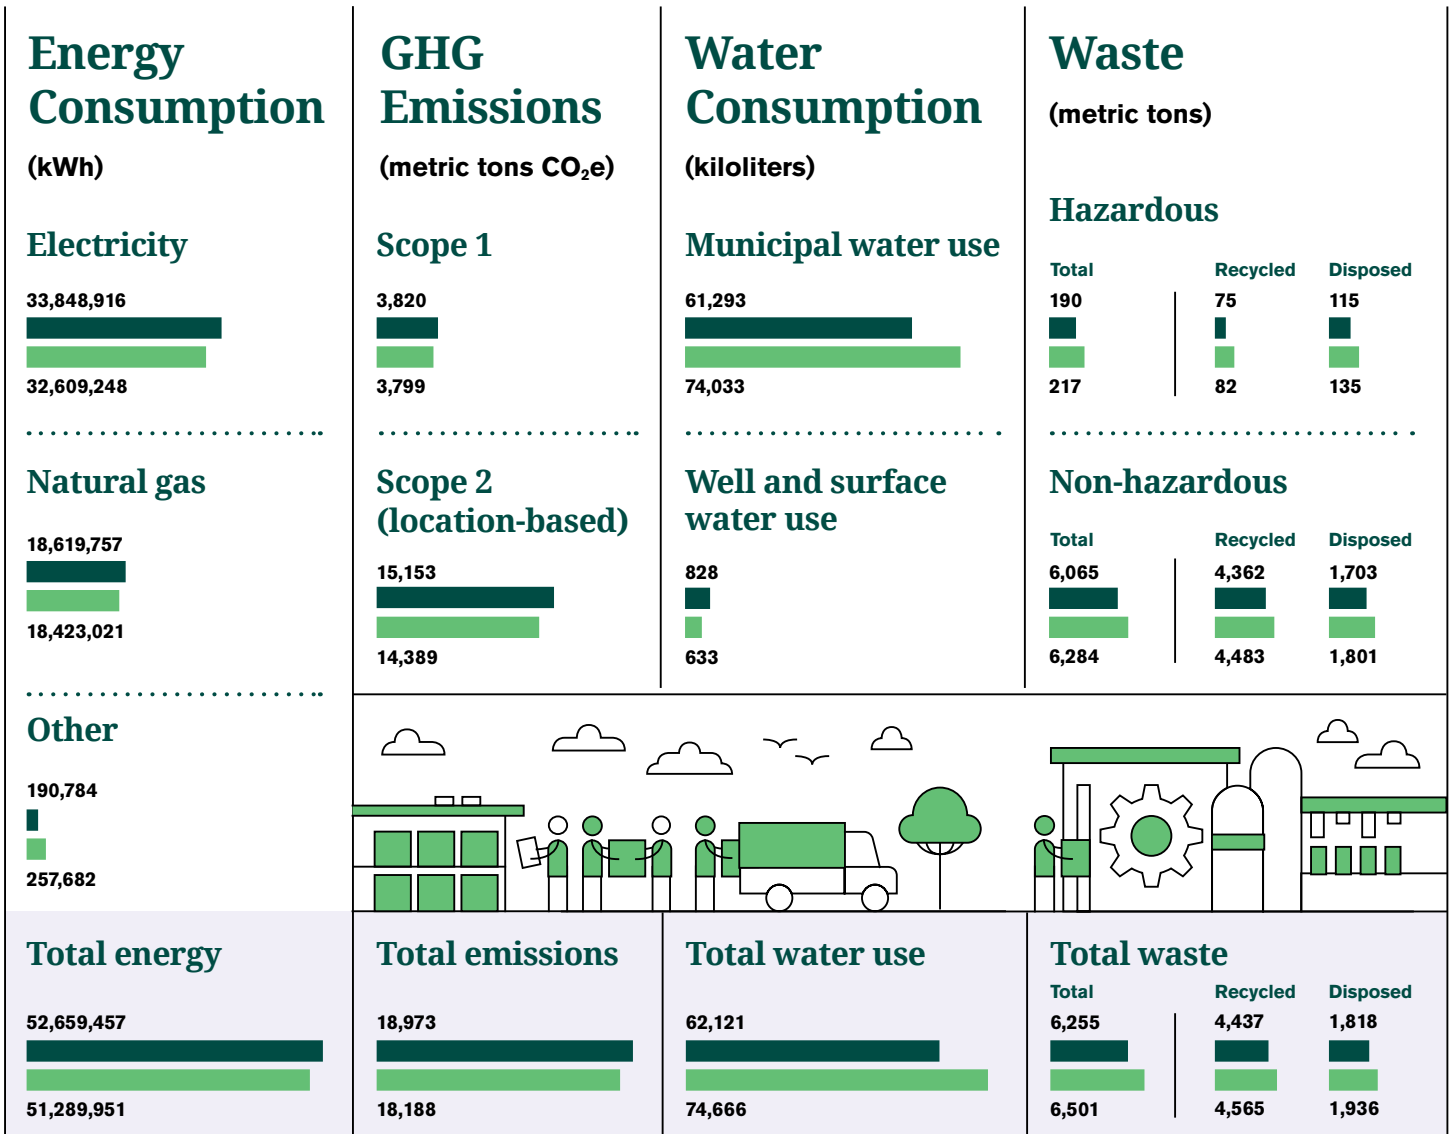 Energy
Consumption
(kWh)
Electricity
33,848,916
32,609,248
Natural gas
18,619,757
18,423,021
Other
190,784
257,682
Total energy
52,659,457
51,289,951
GHG
Emissions
(metric tons CO₂e)
Scope 1
3,820
3,799
Scope 2
(location-based)
15,153
14,389
Total emissions
18,973
18,188
Water
Consumption
(kiloliters)
Municipal water use
61,293
74,033
Well and surface
water use
828
633
Total water use
62,121
74,666
Waste
(metric tons)
Hazardous
Total Recycled Disposed
190 75 115
217 82 135
Non-hazardous
Total Recycled Disposed
6,065 4,362 1,703
6,284 4,483 1,801
Total waste
Total Recycled Disposed
6,255 4,437 1,818
6,501 4,565 1,936